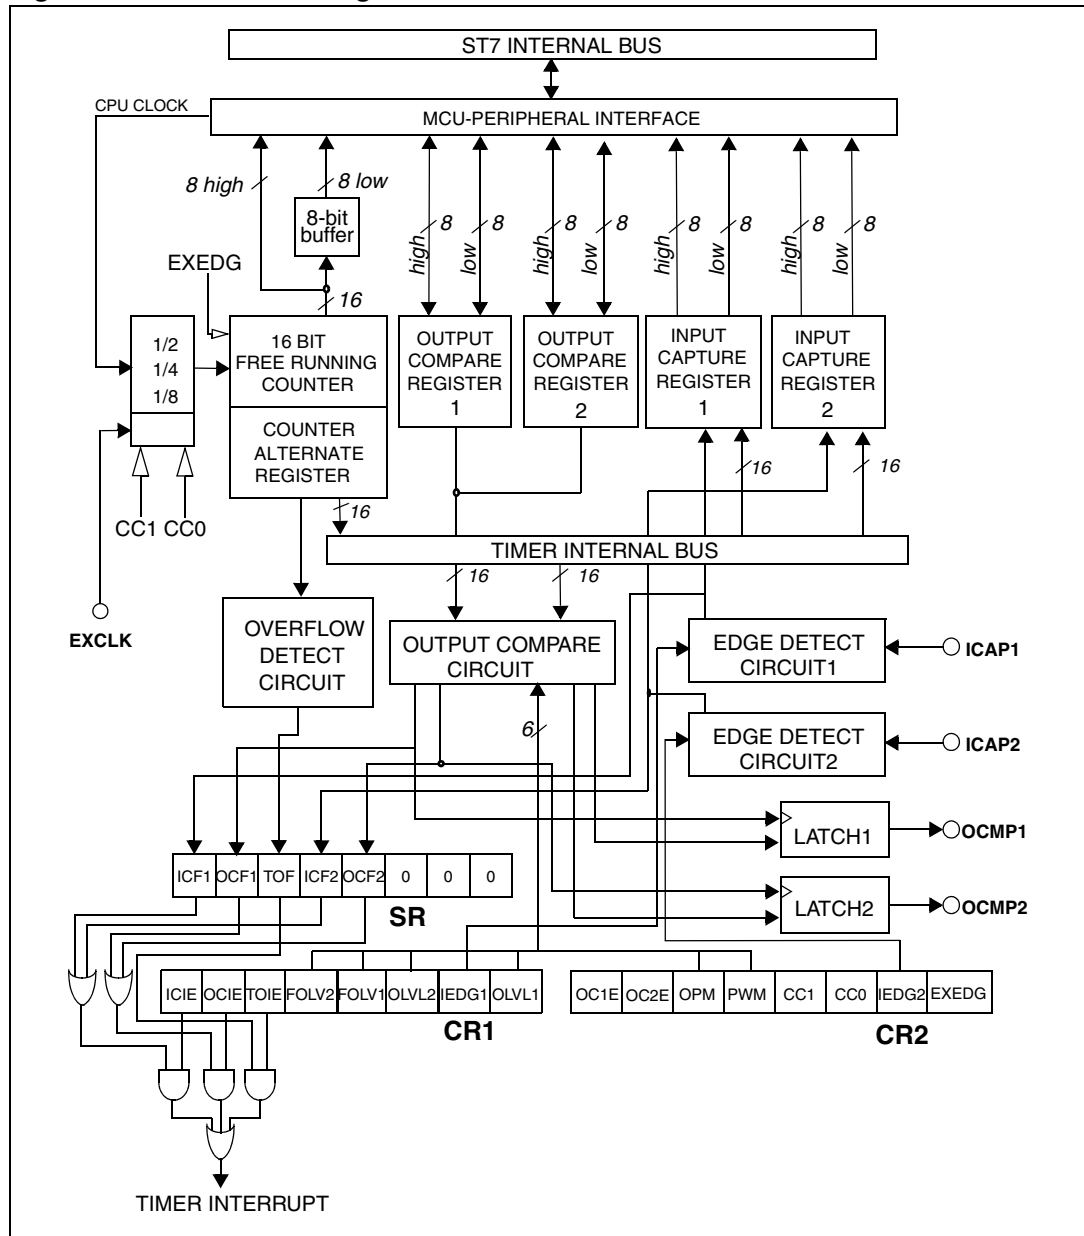 ST7 INTERNAL BUS
CPU CLOCK
MCU-PERIPHERAL INTERFACE
8 high
8 low
8-bit
buffer
high
8
low
8
high
8
low
8
high
8
low
8
high
8
low
8
EXEDG
16
1/2
1/4
1/8
16 BIT
FREE RUNNING
COUNTER
OUTPUT
COMPARE
REGISTER
1
OUTPUT
COMPARE
REGISTER
2
INPUT
CAPTURE
REGISTER
1
INPUT
CAPTURE
REGISTER
2
COUNTER
ALTERNATE
REGISTER
16
16
16
CC1 CC0
TIMER INTERNAL BUS
16
16
EXCLK
OVERFLOW
DETECT
CIRCUIT
OUTPUT COMPARE
CIRCUIT
EDGE DETECT
CIRCUIT1
ICAP1
6
EDGE DETECT
CIRCUIT2
ICAP2
LATCH1
OCMP1
ICF1 OCF1 TOF ICF2 OCF2 0 0 0
SR
LATCH2
OCMP2
ICIE OCIE TOIE FOLV2 FOLV1 OLVL2 IEDG1 OLVL1
CR1
OC1E OC2E OPM PWM CC1 CC0 IEDG2 EXEDG
CR2
TIMER INTERRUPT